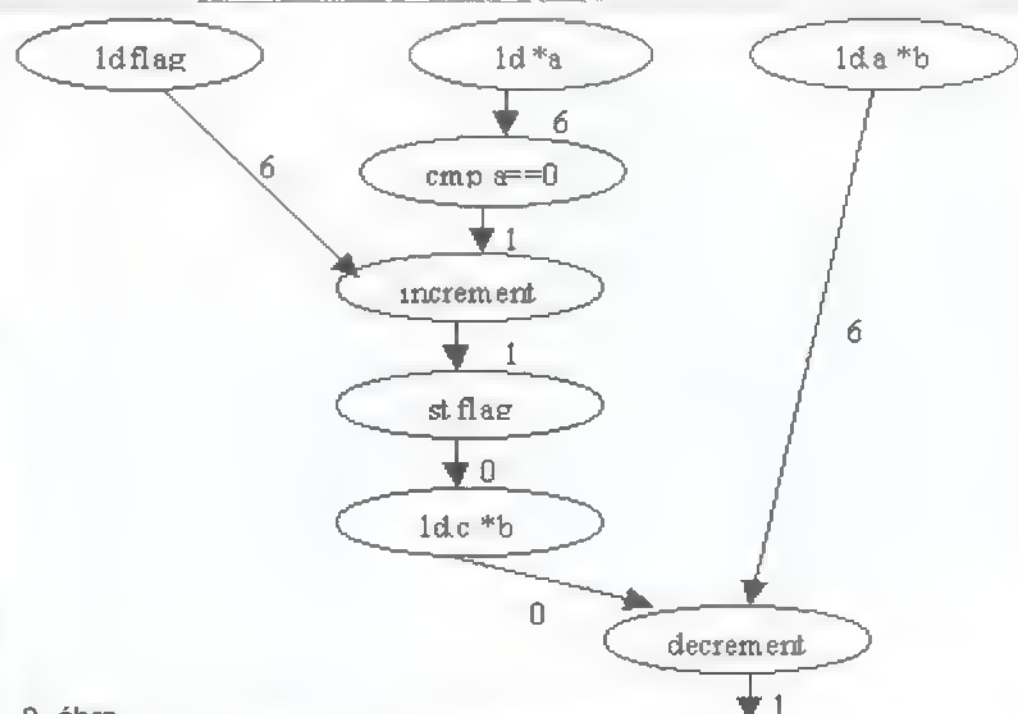 ld flag
ld *a
ld.a *b
6
cmp a==0
6
1
increment
6
1
st flag
0
ld.c *b
0
decrement
1